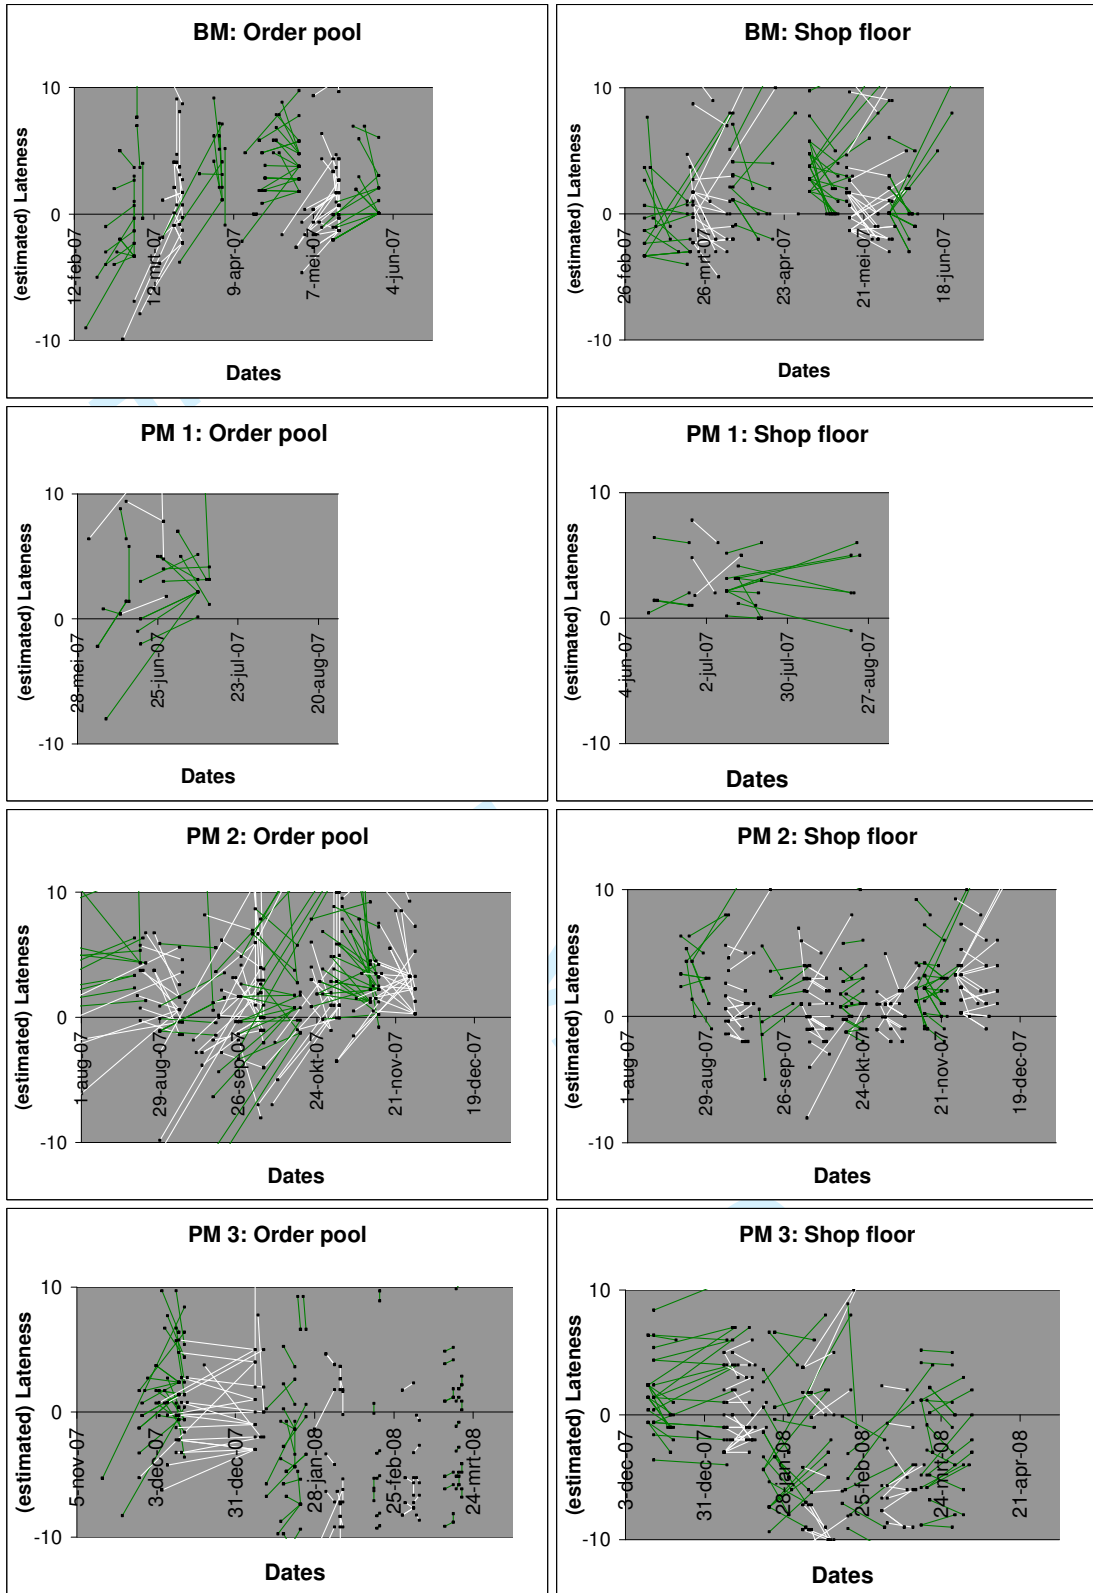 BM: Order pool
10
0
-10
(estimated) Lateness
12-feb-07
12-mrt-07
9-apr-07
7-mei-07
4-jun-07
Dates
BM: Shop floor
10
0
-10
(estimated) Lateness
26-feb-07
26-mrt-07
23-apr-07
21-mei-07
18-jun-07
Dates
PM 1: Order pool
10
0
-10
(estimated) Lateness
28-mei-07
25-jun-07
23-jul-07
20-aug-07
Dates
PM 1: Shop floor
10
0
-10
(estimated) Lateness
4-jun-07
2-jul-07
30-jul-07
27-aug-07
Dates
PM 2: Order pool
10
0
-10
(estimated) Lateness
1-aug-07
29-aug-07
26-sep-07
24-okt-07
21-nov-07
19-dec-07
Dates
PM 2: Shop floor
10
0
-10
(estimated) Lateness
1-aug-07
29-aug-07
26-sep-07
24-okt-07
21-nov-07
19-dec-07
Dates
PM 3: Order pool
10
0
-10
(estimated) Lateness
5-nov-07
3-dec-07
31-dec-07
28-jan-08
25-feb-08
24-mrt-08
Dates
PM 3: Shop floor
10
0
-10
(estimated) Lateness
3-dec-07
31-dec-07
28-jan-08
25-feb-08
24-mrt-08
21-apr-08
Dates